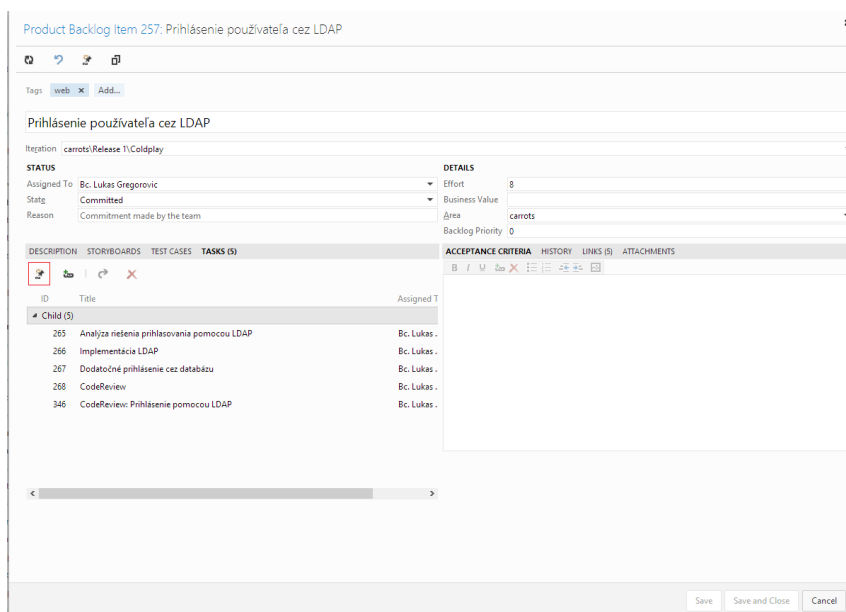 Product Backlog Item 257: Prihlásenie používateľa cez LDAP
Tags web × Add...
Prihlásenie používateľa cez LDAP
Iteration carrots\Release 1\Coldplay
STATUS
Assigned To Bc. Lukas Gregorovic
State Committed
Reason Commitment made by the team
DETAILS
Effort 8
Business Value
Area carrots
Backlog Priority 0
DESCRIPTION STORYBOARDS TEST CASES TASKS (5)
ID Title Assigned T
Child (5)
265 Analýza riešenia prihlasovania pomocou LDAP Bc. Lukas .
266 Implementácia LDAP Bc. Lukas .
267 Dodatočné prihlásenie cez databázu Bc. Lukas .
268 CodeReview Bc. Lukas .
346 CodeReview: Prihlásenie pomocou LDAP Bc. Lukas .
ACCEPTANCE CRITERIA HISTORY LINKS (5) ATTACHMENTS
B I U
Save Save and Close Cancel